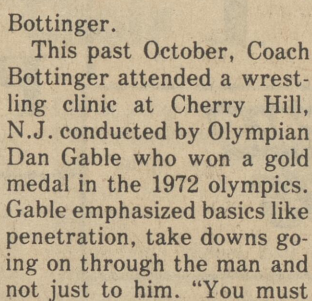 Bottinger.
This past October, Coach
Bottinger attended a wrest-
ling clinic at Cherry Hill,
N.J. conducted by Olympian
Dan Gable who won a gold
medal in the 1972 olympics.
Gable emphasized basics like
penetration, take downs go-
ing on through the man and
not just to him. “You must